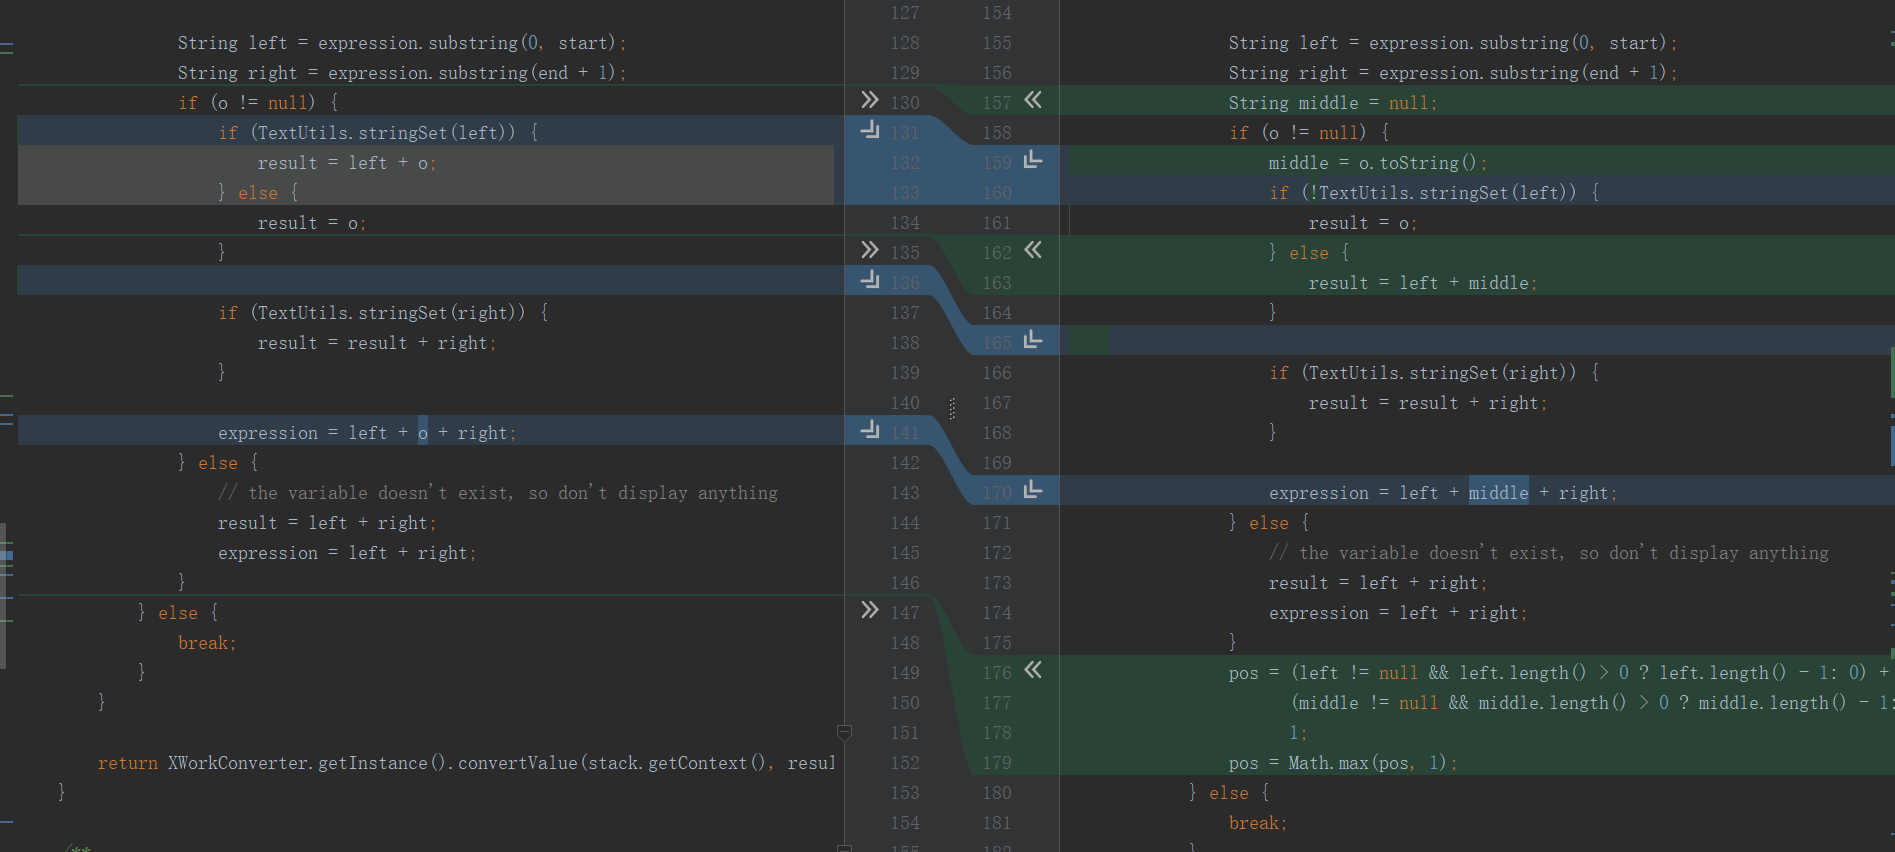 127 154
String left = expression.substring(0, start); 128 155 String left = expression.substring(0, start);
String right = expression.substring(end + 1); 129 156 String right = expression.substring(end + 1);
if (o != null) { 130 157 String middle = null;
if (TextUtils.stringSet(left)) { 131 158 if (o != null) {
result = left + o; 132 159 middle = o.toString();
} else { 133 160 if (!TextUtils.stringSet(left)) {
result = o; 134 161 result = o;
} 135 162 } else {
136 163 result = left + middle;
if (TextUtils.stringSet(right)) { 137 164 }
result = result + right; 138 165
} 139 166 if (TextUtils.stringSet(right)) {
140 167 result = result + right;
expression = left + o + right; 141 168 }
} else { 142 169
// the variable doesn't exist, so don't display anything 143 170 expression = left + middle + right;
result = left + right; 144 171 } else {
expression = left + right; 145 172 // the variable doesn't exist, so don't display anything
} 146 173 result = left + right;
} else { 147 174 expression = left + right;
break; 148 175 }
} 149 176 pos = (left != null && left.length() > 0 ? left.length() - 1: 0) +
} 150 177 (middle != null && middle.length() > 0 ? middle.length() - 1:
151 178 1;
return XWorkConverter.getInstance().convertValue(stack.getContext(), resul 152 179 pos = Math.max(pos, 1);
} 153 180 } else {
154 181 break;
/** 155 182 }